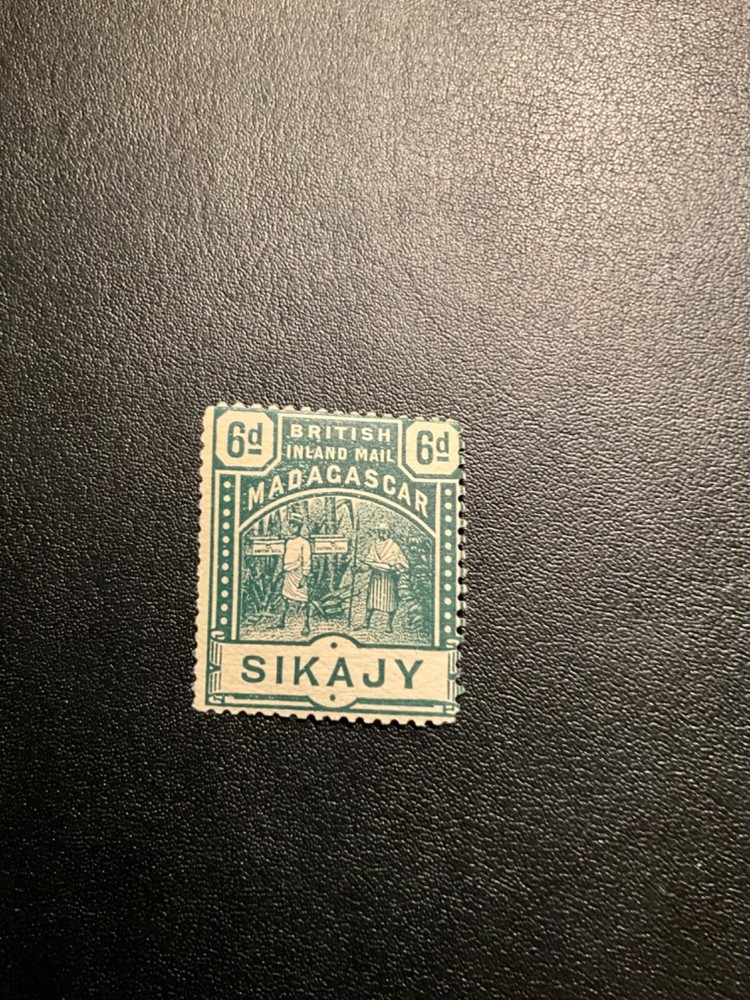 6d
BRITISH
6d
INLAND MAIL
MADAGASCAR
SIKAJY